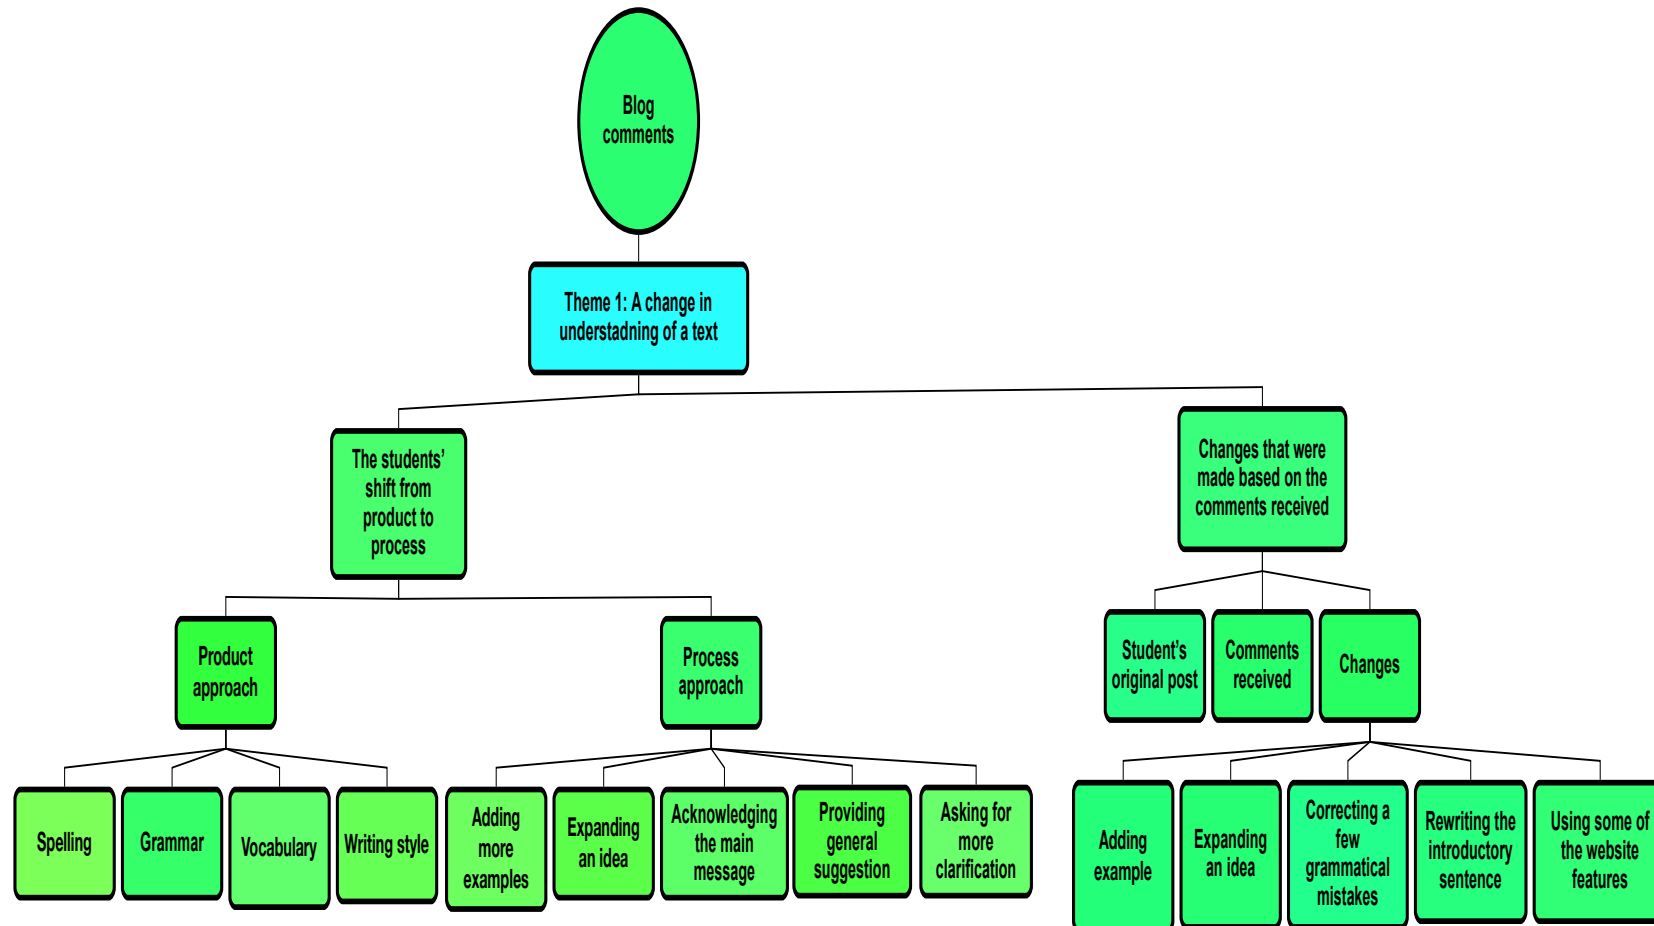 Blog
comments
Theme 1: A change in
understadning of a text
The students’
shift from
product to
process
Changes that were
made based on the
comments received
Product
approach
Process
approach
Student’s
original post
Comments
received
Changes
Spelling
Grammar
Vocabulary
Writing style
Adding
more
examples
Expanding
an idea
Acknowledging
the main
message
Providing
general
suggestion
Asking for
more
clarification
Adding
example
Expanding
an idea
Correcting a
few
grammatical
mistakes
Rewriting the
introductory
sentence
Using some of
the website
features